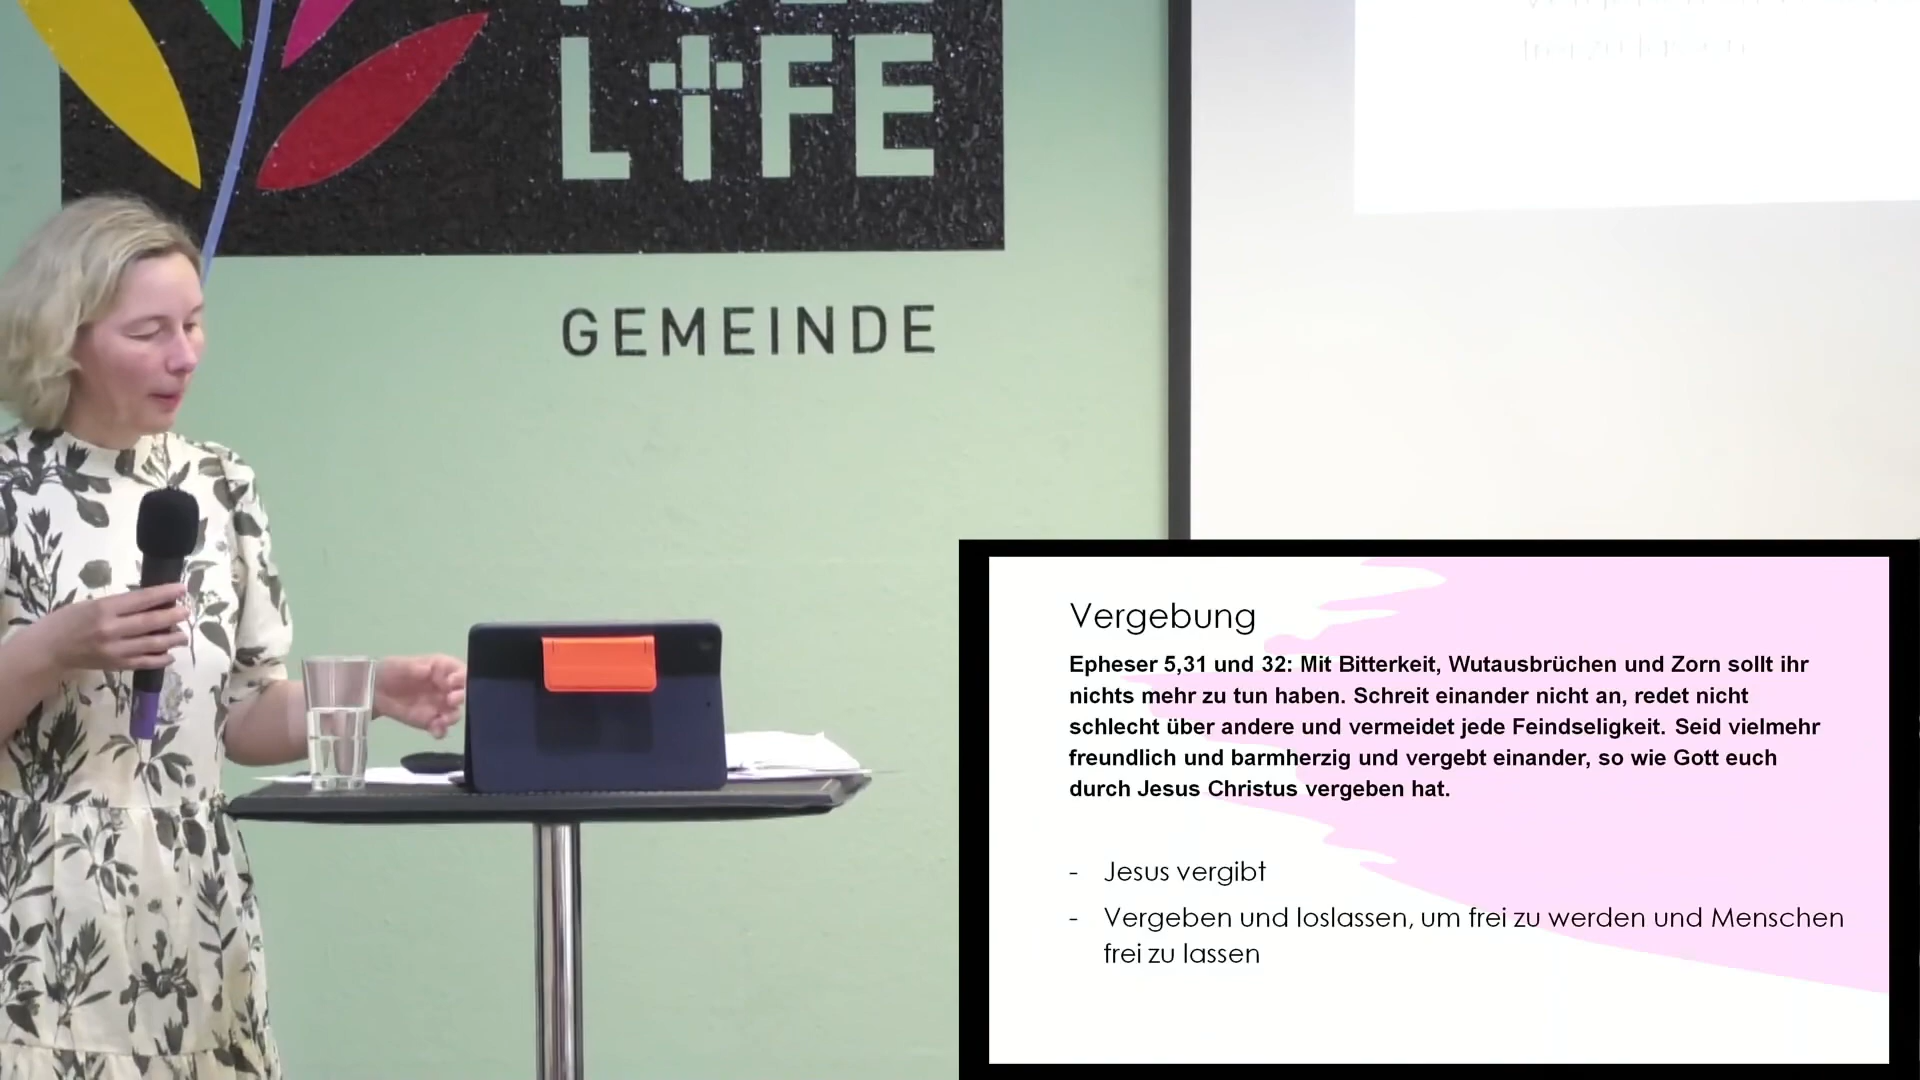 LIFE
GEMEINDE
frei zu lassen
Vergebung
Epheser 5,31 und 32: Mit Bitterkeit, Wutausbrüchen und Zorn sollt ihr
nichts mehr zu tun haben. Schreit einander nicht an, redet nicht
schlecht über andere und vermeidet jede Feindseligkeit. Seid vielmehr
freundlich und barmherzig und vergebt einander, so wie Gott euch
durch Jesus Christus vergeben hat.
- Jesus vergibt
- Vergeben und loslassen, um frei zu werden und Menschen
frei zu lassen